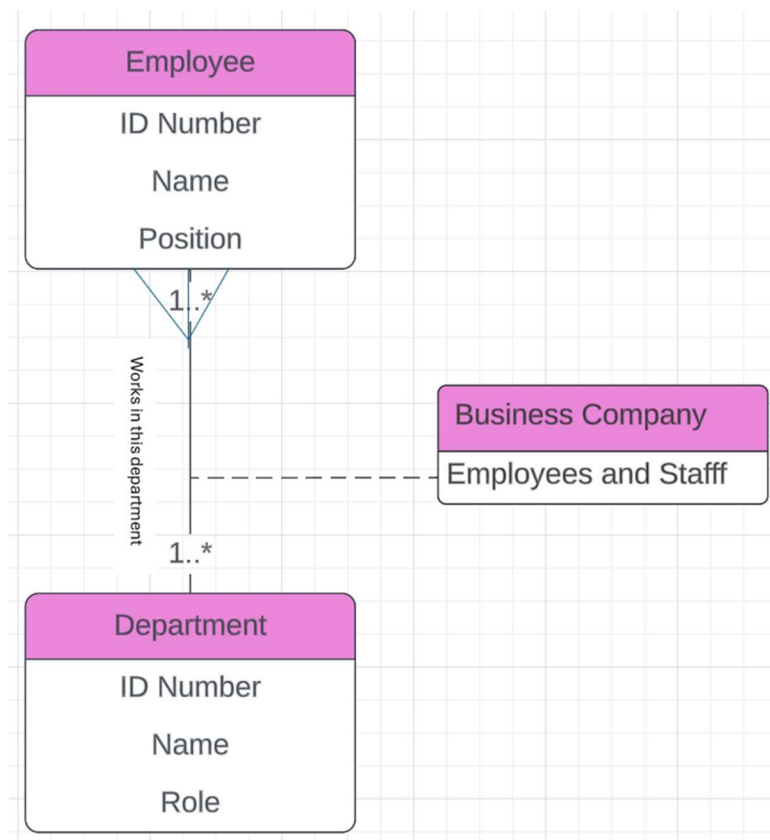 Employee
ID Number
Name
Position
1..*
Works in this department
Business Company
Employees and Stafff
1..*
Department
ID Number
Name
Role